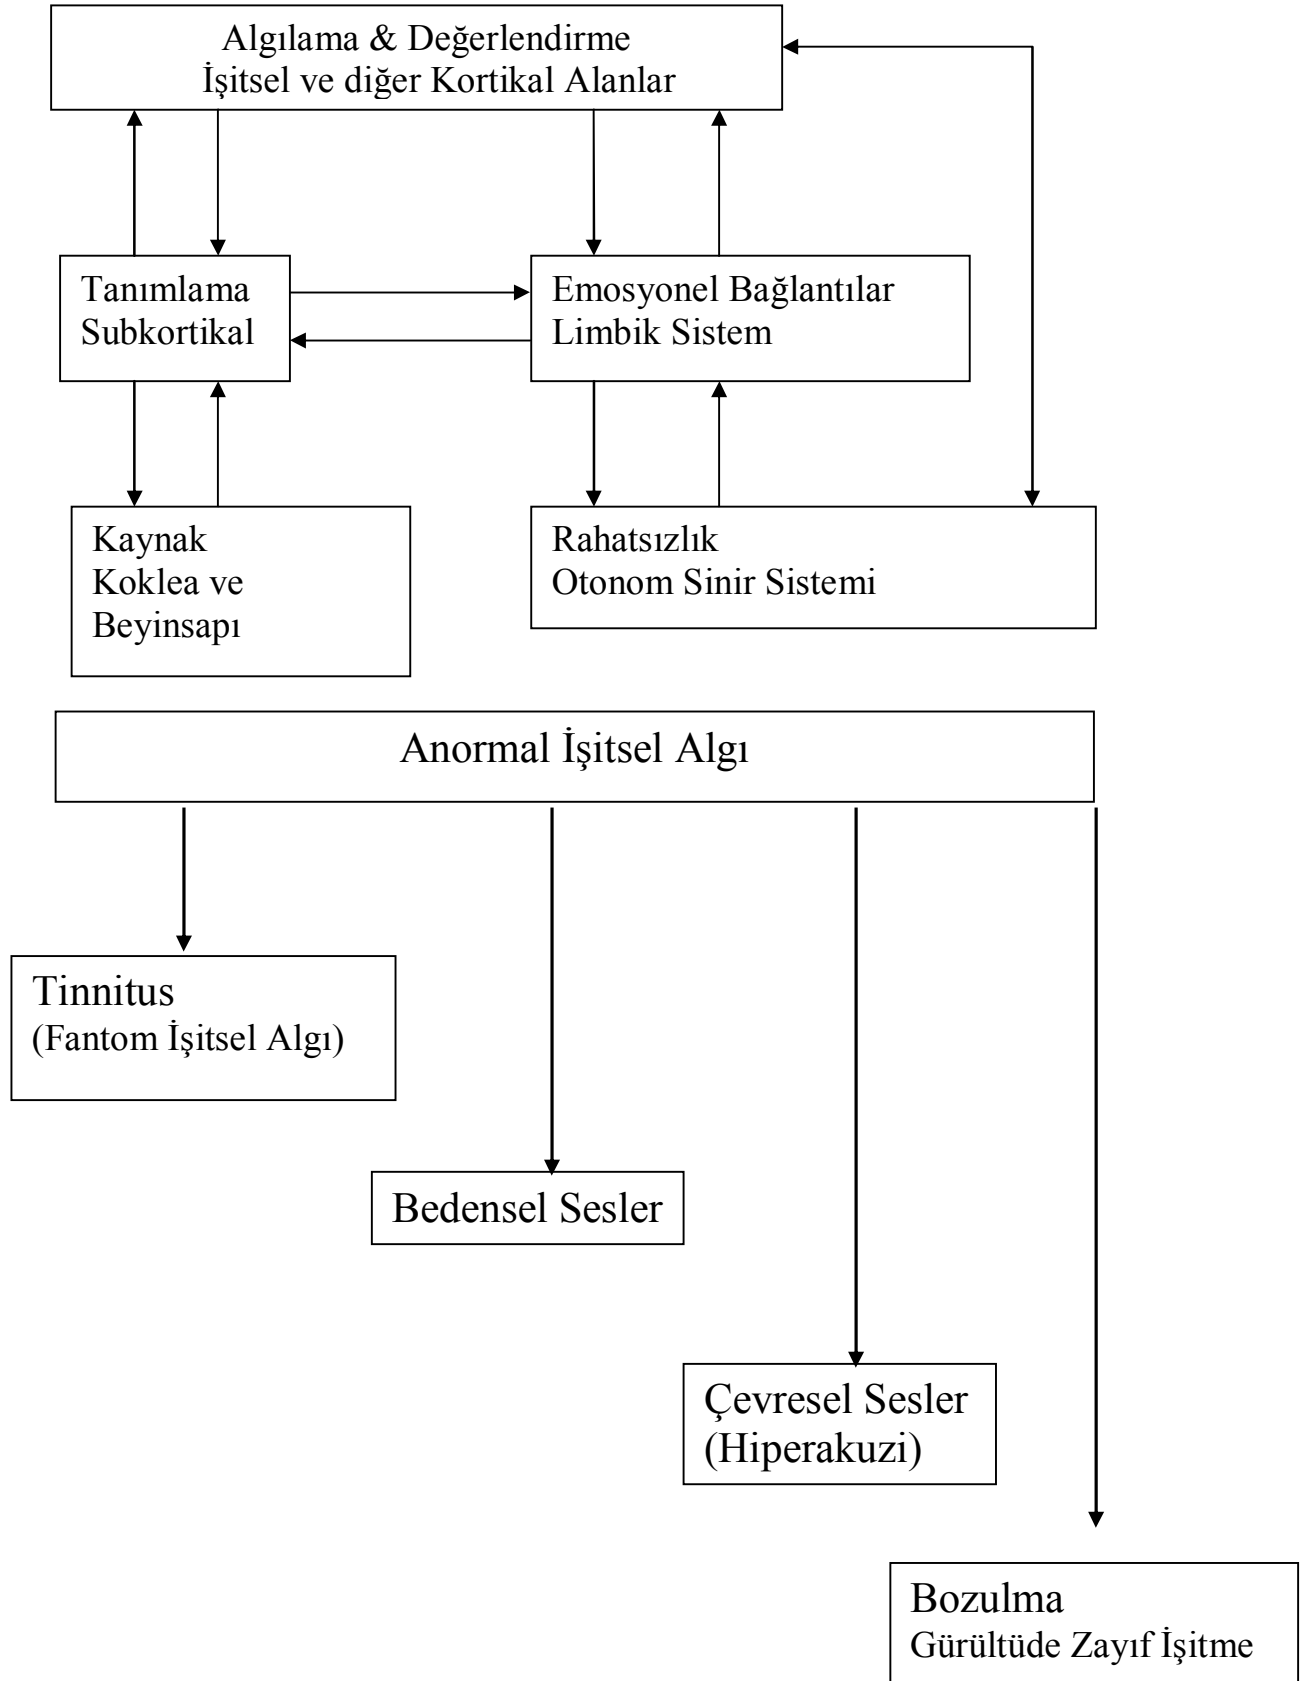 Algılama & Değerlendirme
İşitsel ve diğer Kortikal Alanlar
Tanımlama
Subkortikal
Emosyonel Bağlantılar
Limbik Sistem
Kaynak
Koklea ve
Beyinsapı
Rahatsızlık
Otonom Sinir Sistemi
Anormal İşitsel Algı
Tinnitus
(Fantom İşitsel Algı)
Bedensel Sesler
Çevresel Sesler
(Hiperakuzi)
Bozulma
Gürültüde Zayıf İşitme